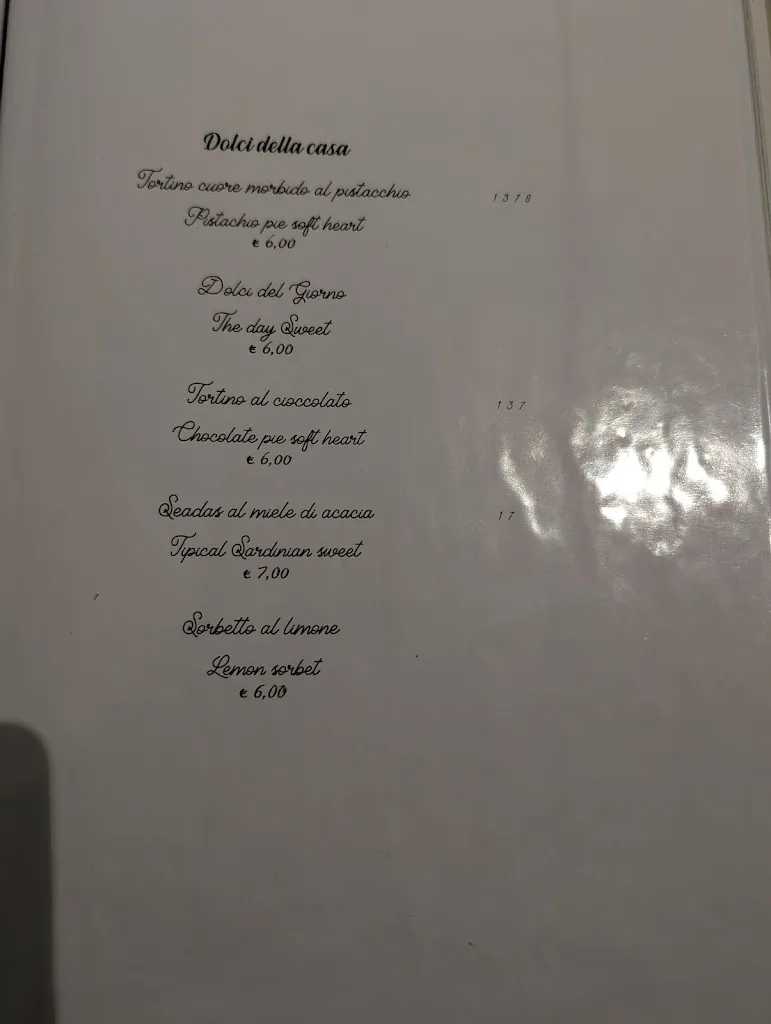 Dolci della casa
Tortino cuore morbido al pistacchio 1 3 7 8
Pistachio pie soft heart
€ 6,00
Dolci del Giorno
The day Sweet
€ 6,00
Tortino al cioccolato 1 3 7
Chocolate pie soft heart
€ 6,00
Seadas al miele di acacia 1 7
Tipical Sardinian sweet
€ 7,00
7
Sorbetto al limone
Lemon sorbet
€ 6,00